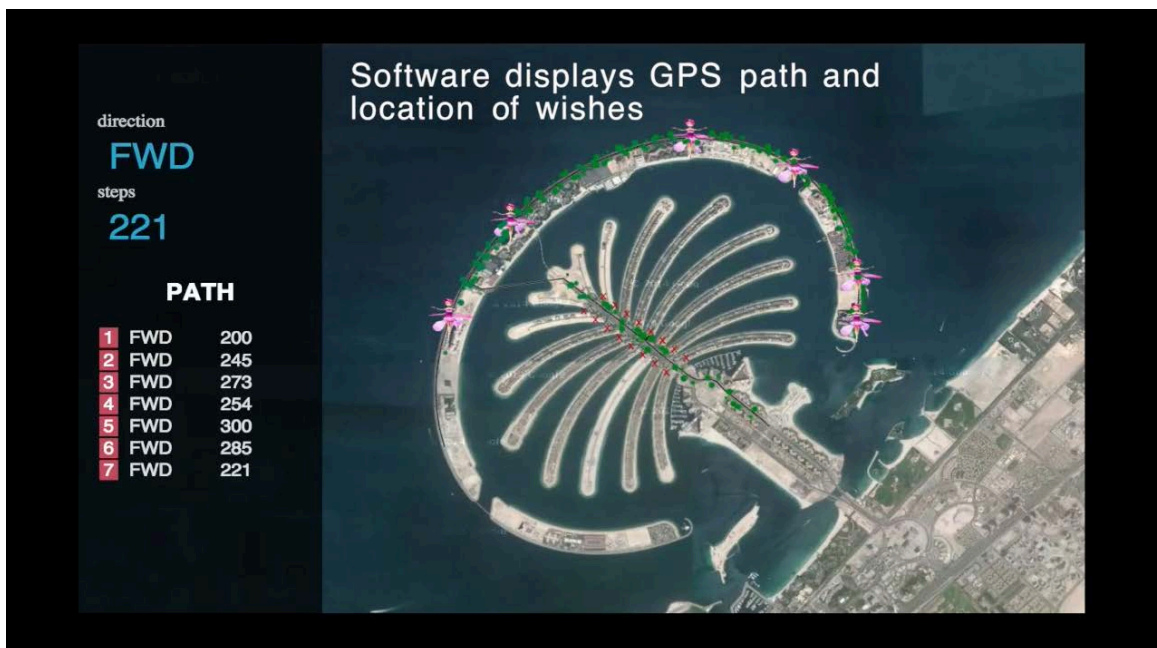 Software displays GPS path and
location of wishes
direction
FWD
steps
221
PATH
1 FWD 200
2 FWD 245
3 FWD 273
4 FWD 254
5 FWD 300
6 FWD 285
7 FWD 221